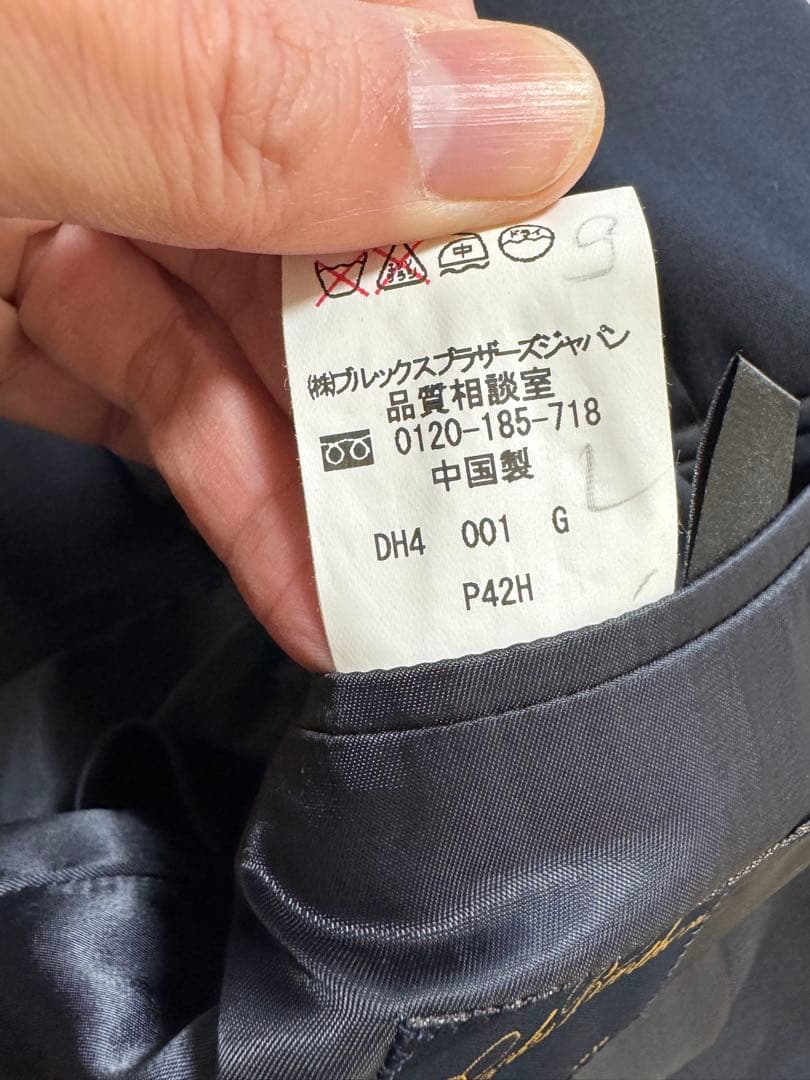 中 ドライ
(株)ブルックスブラザーズジャパン
品質相談室
0120-185-718
中国製
DH4 001 G
P42H